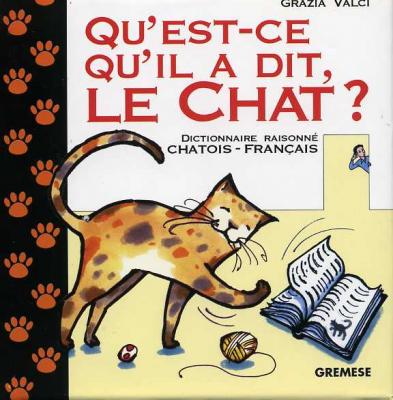 GRAZIA VALCI
QU'EST-CE
QU'IL A DIT,
LE CHAT ?
DICTIONNAIRE RAISONNÉ
CHATOIS - FRANÇAIS
GREMESE